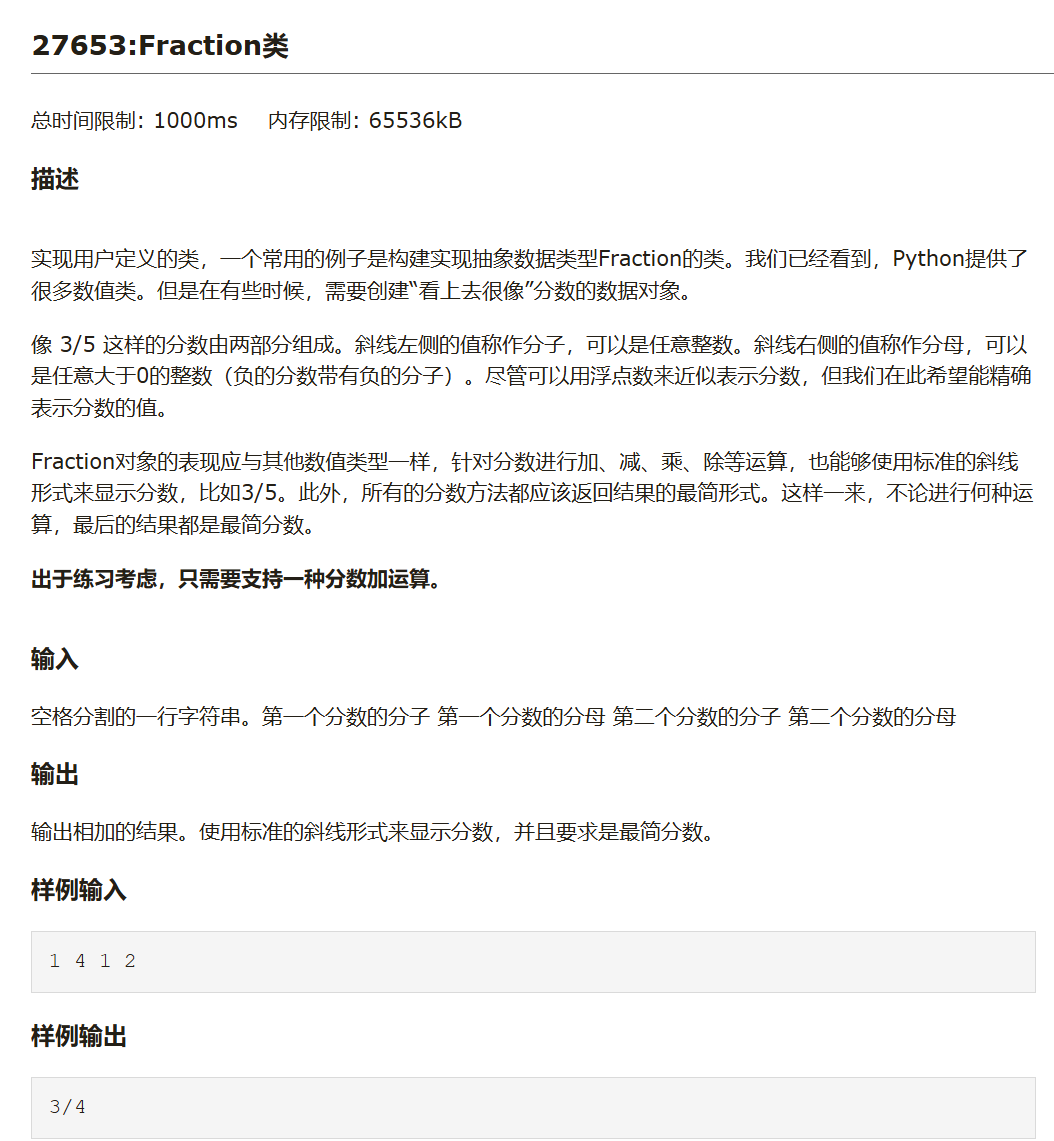 27653:Fraction类
总时间限制: 1000ms 内存限制: 65536kB
描述
实现用户定义的类，一个常用的例子是构建实现抽象数据类型Fraction的类。我们已经看到，Python提供了
很多数值类。但是在有些时候，需要创建“看上去很像”分数的数据对象。
像 3/5 这样的分数由两部分组成。斜线左侧的值称作分子，可以是任意整数。斜线右侧的值称作分母，可以
是任意大于0的整数（负的分数带有负的分子）。尽管可以用浮点数来近似表示分数，但我们在此希望能精确
表示分数的值。
Fraction对象的表现应与其他数值类型一样，针对分数进行加、减、乘、除等运算，也能够使用标准的斜线
形式来显示分数，比如3/5。此外，所有的分数方法都应该返回结果的最简形式。这样一来，不论进行何种运
算，最后的结果都是最简分数。
出于练习考虑，只需要支持一种分数加运算。
输入
空格分割的一行字符串。第一个分数的分子 第一个分数的分母 第二个分数的分子 第二个分数的分母
输出
输出相加的结果。使用标准的斜线形式来显示分数，并且要求是最简分数。
样例输入
1 4 1 2
样例输出
3/4